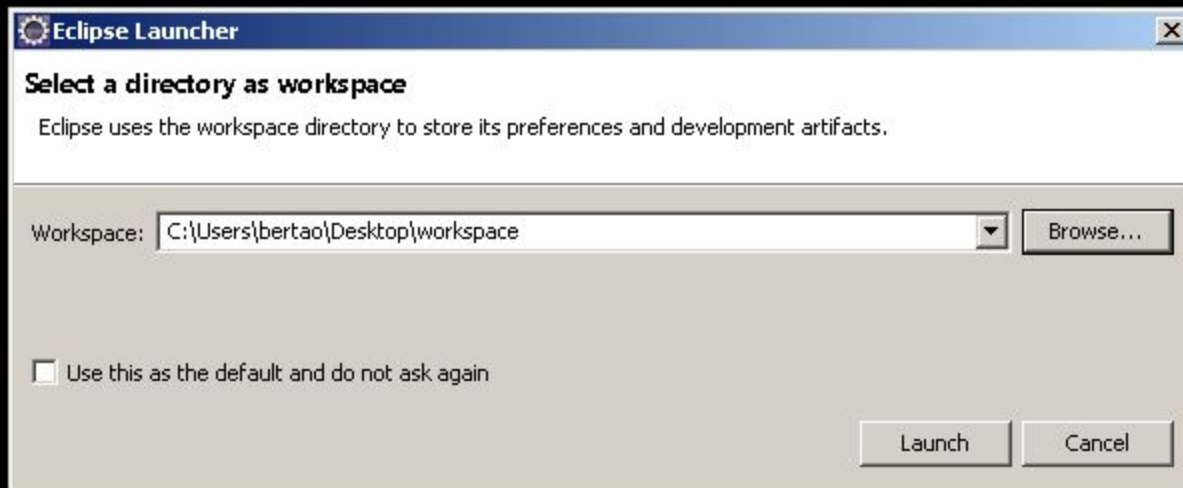 Eclipse Launcher
Select a directory as workspace
Eclipse uses the workspace directory to store its preferences and development artifacts.
Workspace: C:\Users\bertao\Desktop\workspace Browse...
Use this as the default and do not ask again
Launch Cancel